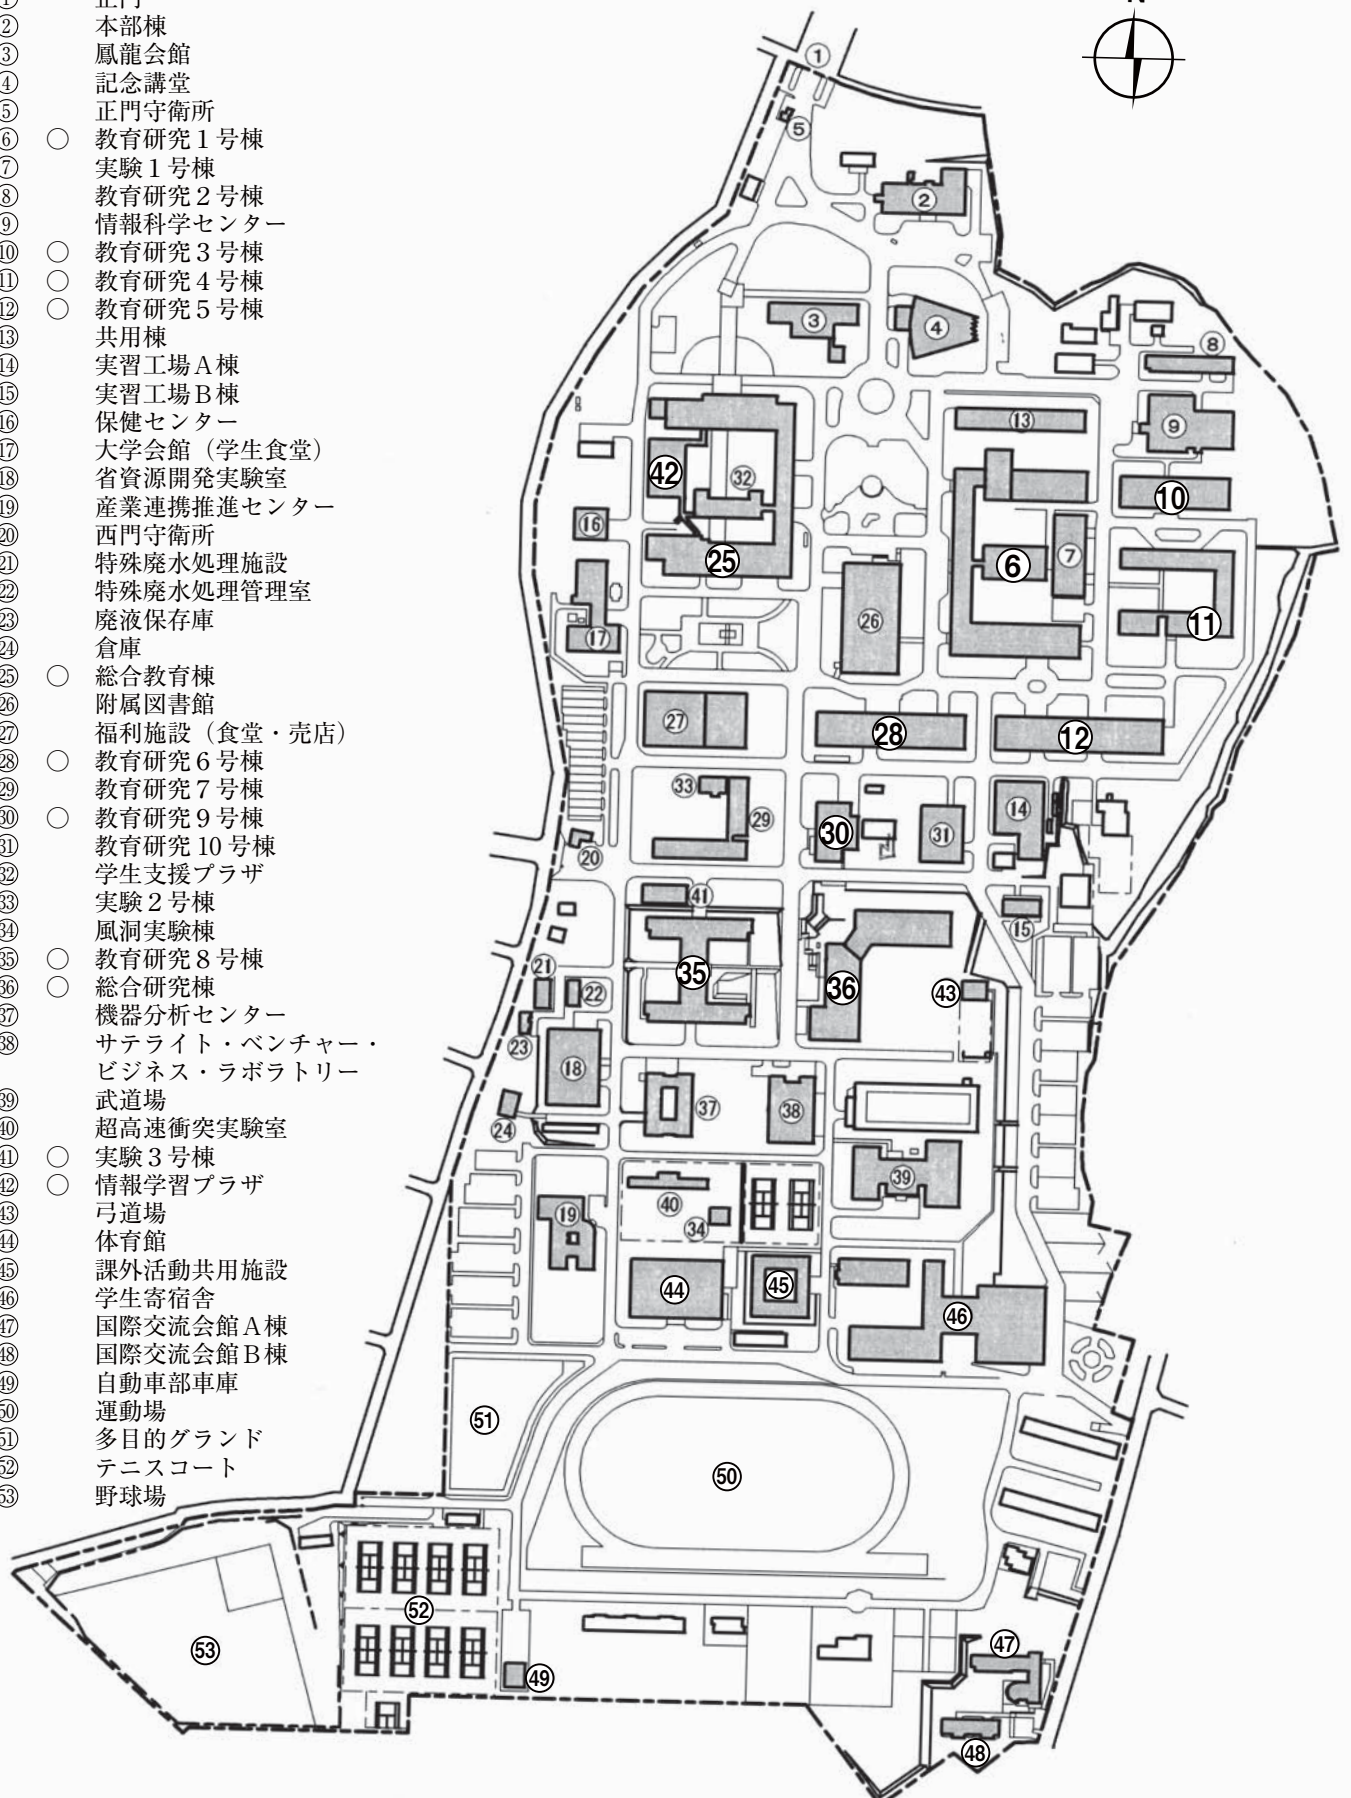 ① 正門
② 本部棟
③ 鳳龍会館
④ 記念講堂
⑤ 正門守衛所
⑥ ○ 教育研究１号棟
⑦ 実験１号棟
⑧ 教育研究２号棟
⑨ 情報科学センター
⑩ ○ 教育研究３号棟
⑪ ○ 教育研究４号棟
⑫ ○ 教育研究５号棟
⑬ 共用棟
⑭ 実習工場Ａ棟
⑮ 実習工場Ｂ棟
⑯ 保健センター
⑰ 大学会館（学生食堂）
⑱ 省資源開発実験室
⑲ 産業連携推進センター
⑳ 西門守衛所
㉑ 特殊廃水処理施設
㉒ 特殊廃水処理管理室
㉓ 廃液保存庫
㉔ 倉庫
㉕ ○ 総合教育棟
㉖ 附属図書館
㉗ 福利施設（食堂・売店）
㉘ ○ 教育研究６号棟
㉙ 教育研究７号棟
㉚ ○ 教育研究９号棟
㉛ 教育研究 10 号棟
㉜ 学生支援プラザ
㉝ 実験２号棟
㉞ 風洞実験棟
㉟ ○ 教育研究８号棟
㊱ ○ 総合研究棟
㊲ 機器分析センター
㊳ サテライト・ベンチャー・
ビジネス・ラボラトリー
㊴ 武道場
㊵ 超高速衝突実験室
㊶ ○ 実験３号棟
㊷ ○ 情報学習プラザ
㊸ 弓道場
㊹ 体育館
㊺ 課外活動共用施設
㊻ 学生寄宿舎
㊼ 国際交流会館Ａ棟
㊽ 国際交流会館Ｂ棟
㊾ 自動車部車庫
㊿ 運動場
51 多目的グランド
52 テニスコート
53 野球場
N
①
⑤
②
③
④
⑧
⑬
⑨
㊷
㉜
⑩
⑯
㉕
⑥
⑦
⑰
㉖
⑪
㉗
㉘
⑫
㉝
㉙
㉚
㉛
⑭
⑳
㊶
⑮
㉑
㉒
㉟
㊱
㊸
㉓
⑱
㉔
㊲
㊳
㊴
⑲
㊵
㉞
㊹
㊺
㊻
51
㊿
52
53
㊾
㊼
㊽